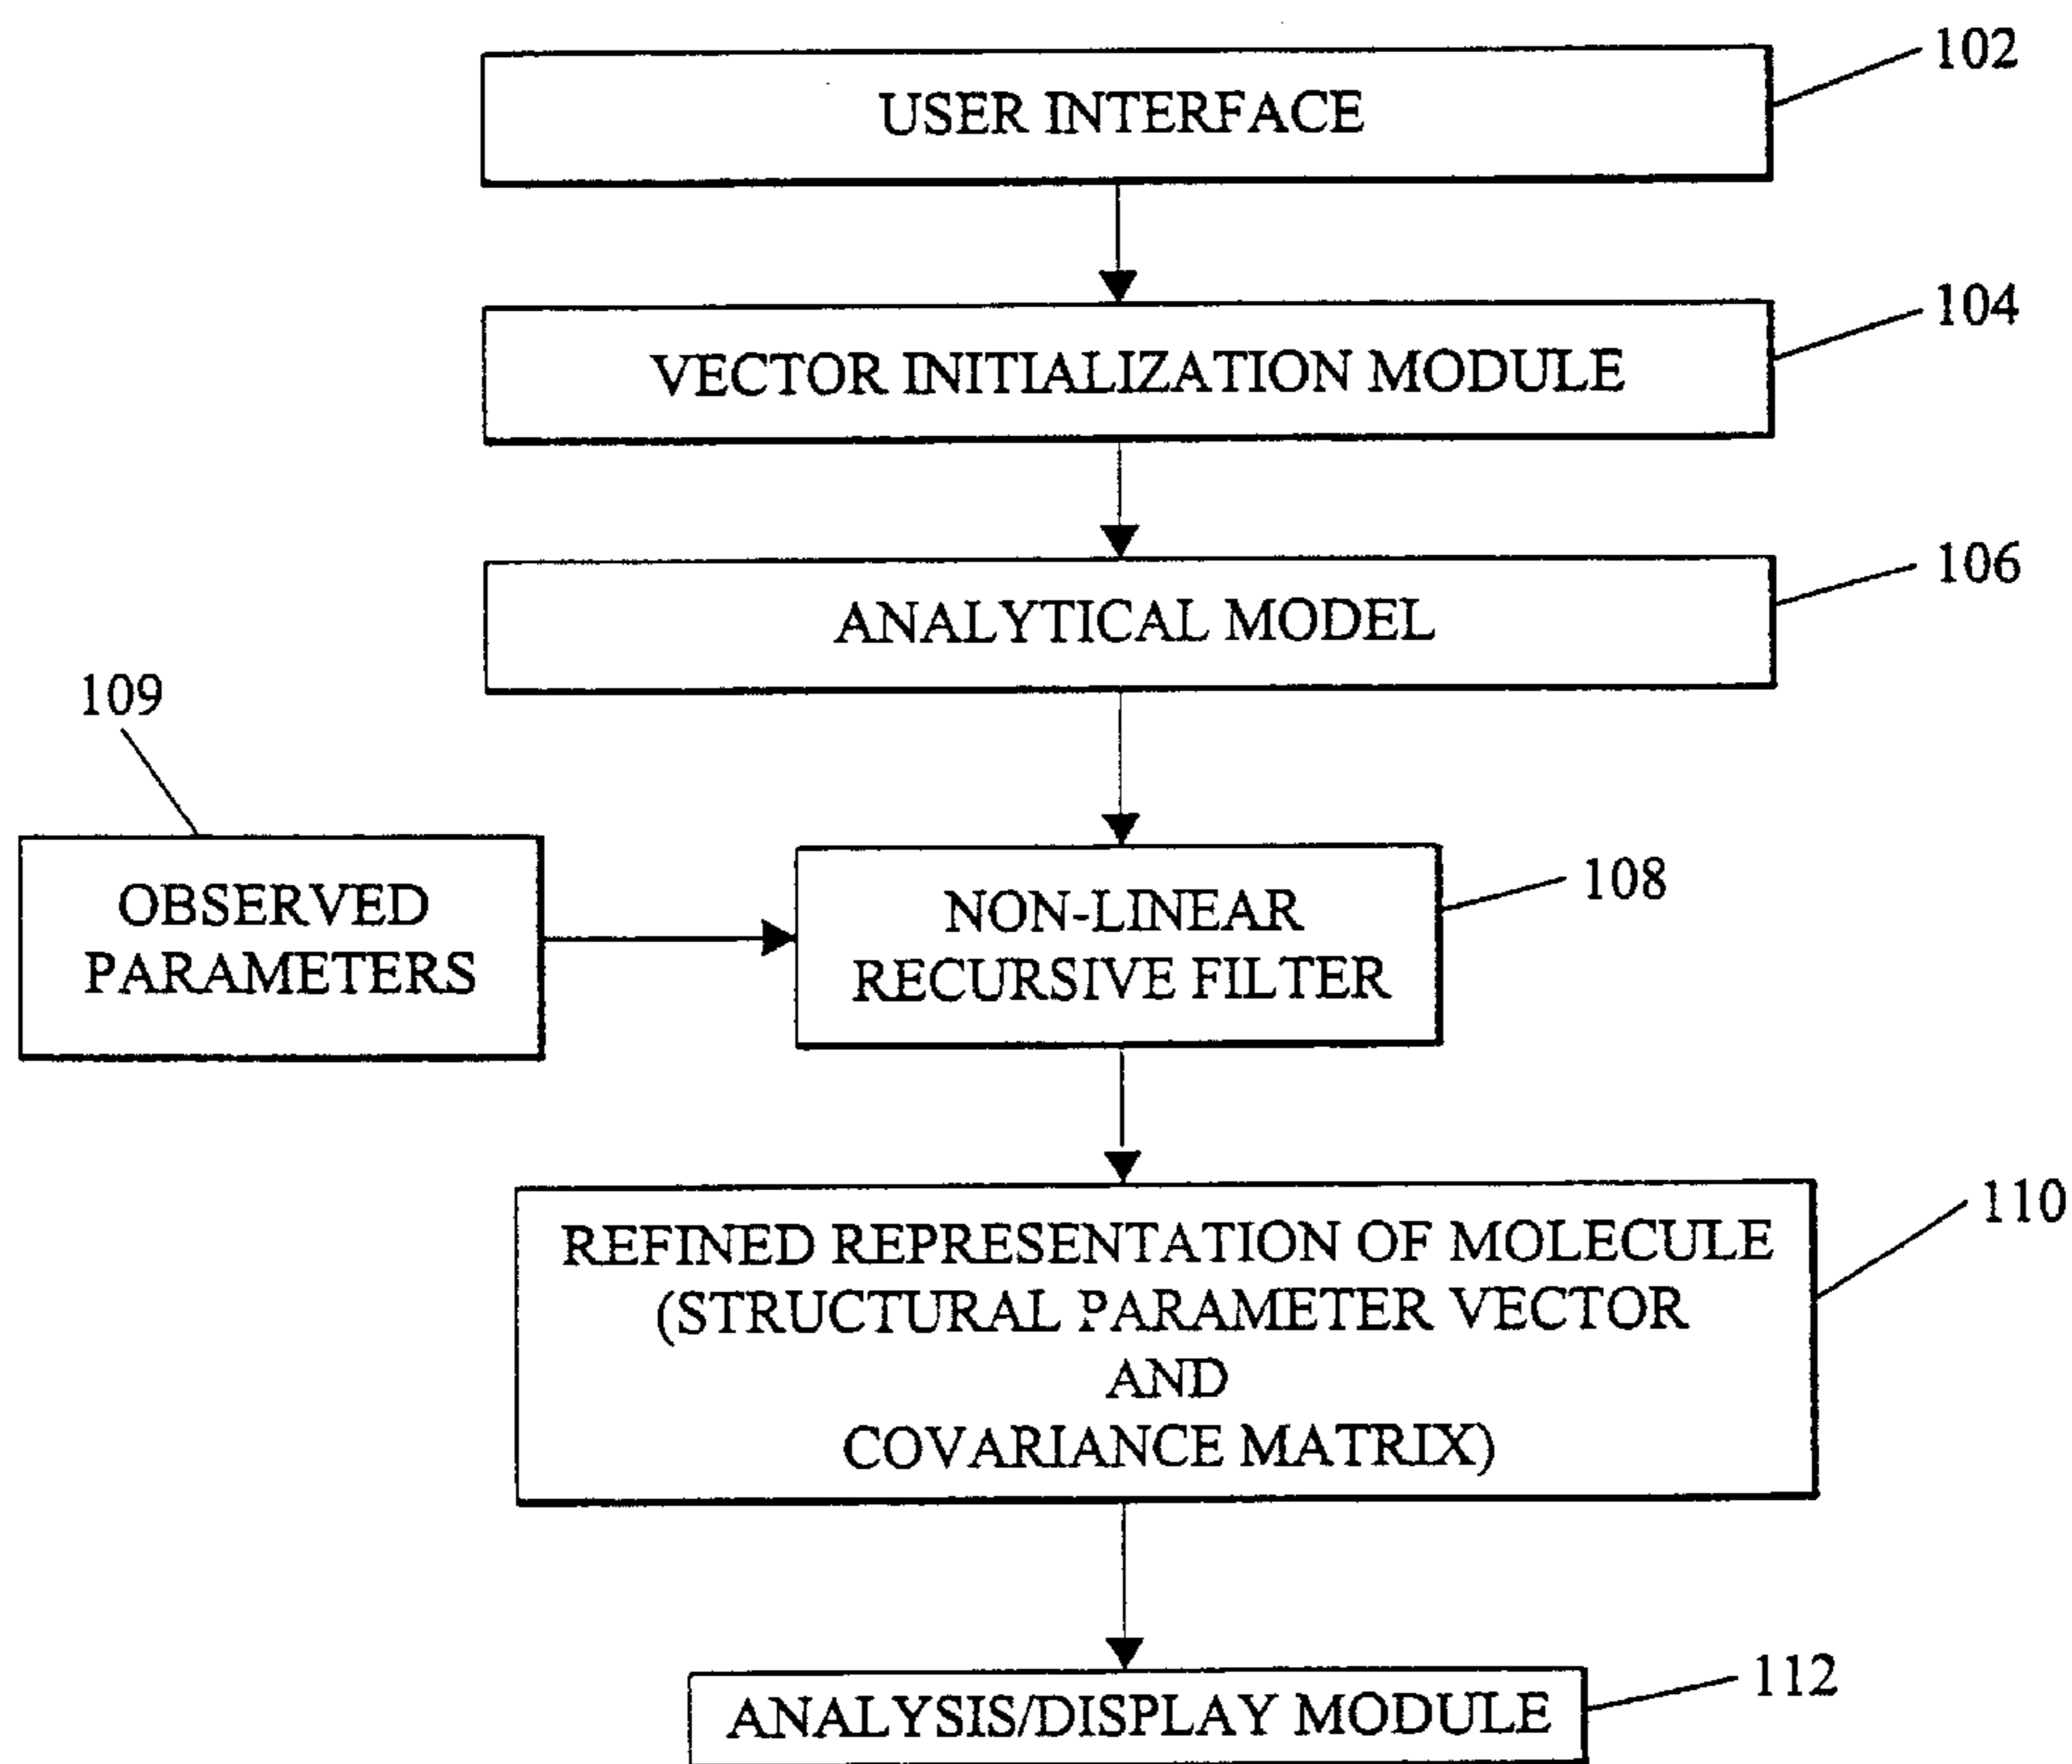 102
USER INTERFACE
104
VECTOR INITIALIZATION MODULE
106
ANALYTICAL MODEL
109
OBSERVED
PARAMETERS
108
NON-LINEAR
RECURSIVE FILTER
110
REFINED REPRESENTATION OF MOLECULE
(STRUCTURAL PARAMETER VECTOR
AND
COVARIANCE MATRIX)
112
ANALYSIS/DISPLAY MODULE